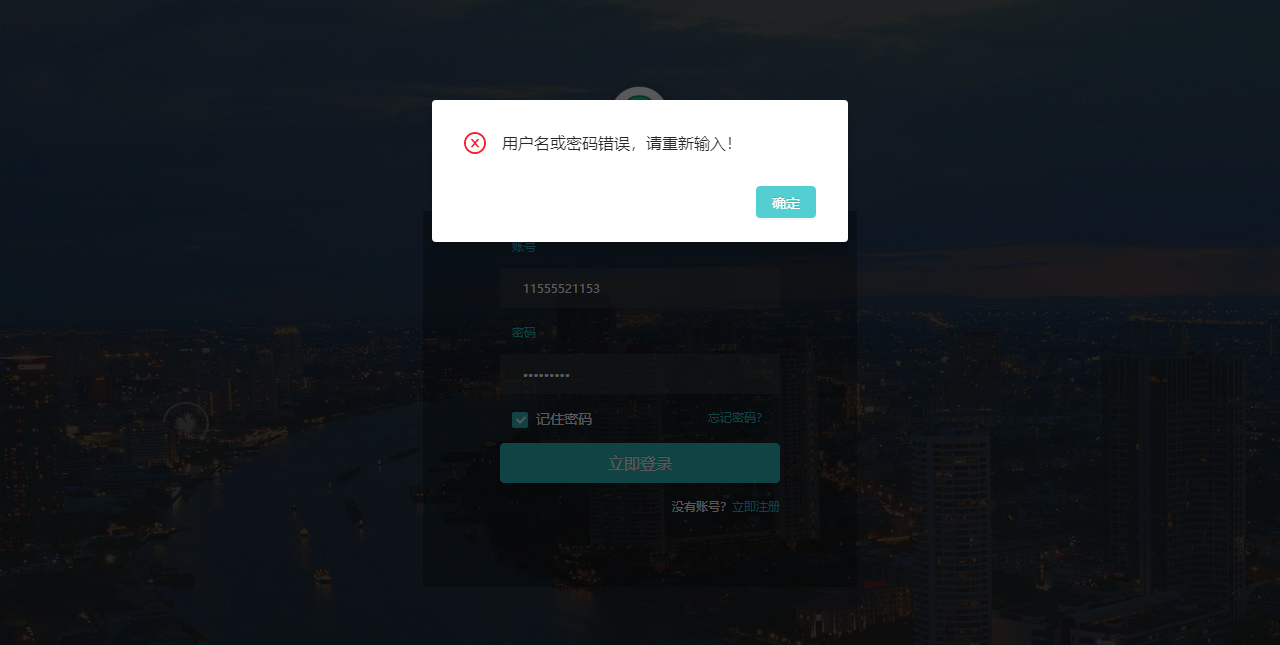 用户名或密码错误，请重新输入！
确定
账号
11555521153
密码
•••••••••
记住密码
忘记密码?
立即登录
没有账号? 立即注册